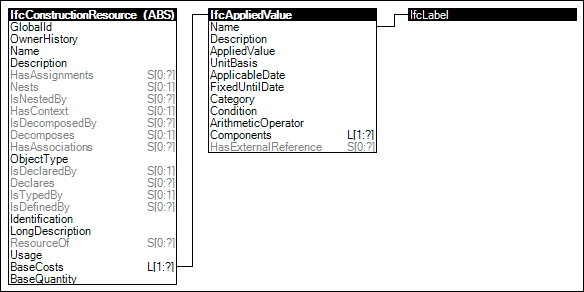 IfcConstructionResource (ABS)
GlobalId
OwnerHistory
Name
Description
HasAssignments S[0:?]
Nests S[0:1]
IsNestedBy S[0:?]
HasContext S[0:1]
IsDecomposedBy S[0:?]
Decomposes S[0:1]
HasAssociations S[0:?]
ObjectType
IsDeclaredBy S[0:1]
Declares S[0:?]
IsTypedBy S[0:1]
IsDefinedBy S[0:?]
Identification
LongDescription
ResourceOf S[0:?]
Usage
BaseCosts L[1:?]
BaseQuantity
IfcAppliedValue
Name
Description
AppliedValue
UnitBasis
ApplicableDate
FixedUntilDate
Category
Condition
ArithmeticOperator
Components L[1:?]
HasExternalReference S[0:?]
IfcLabel